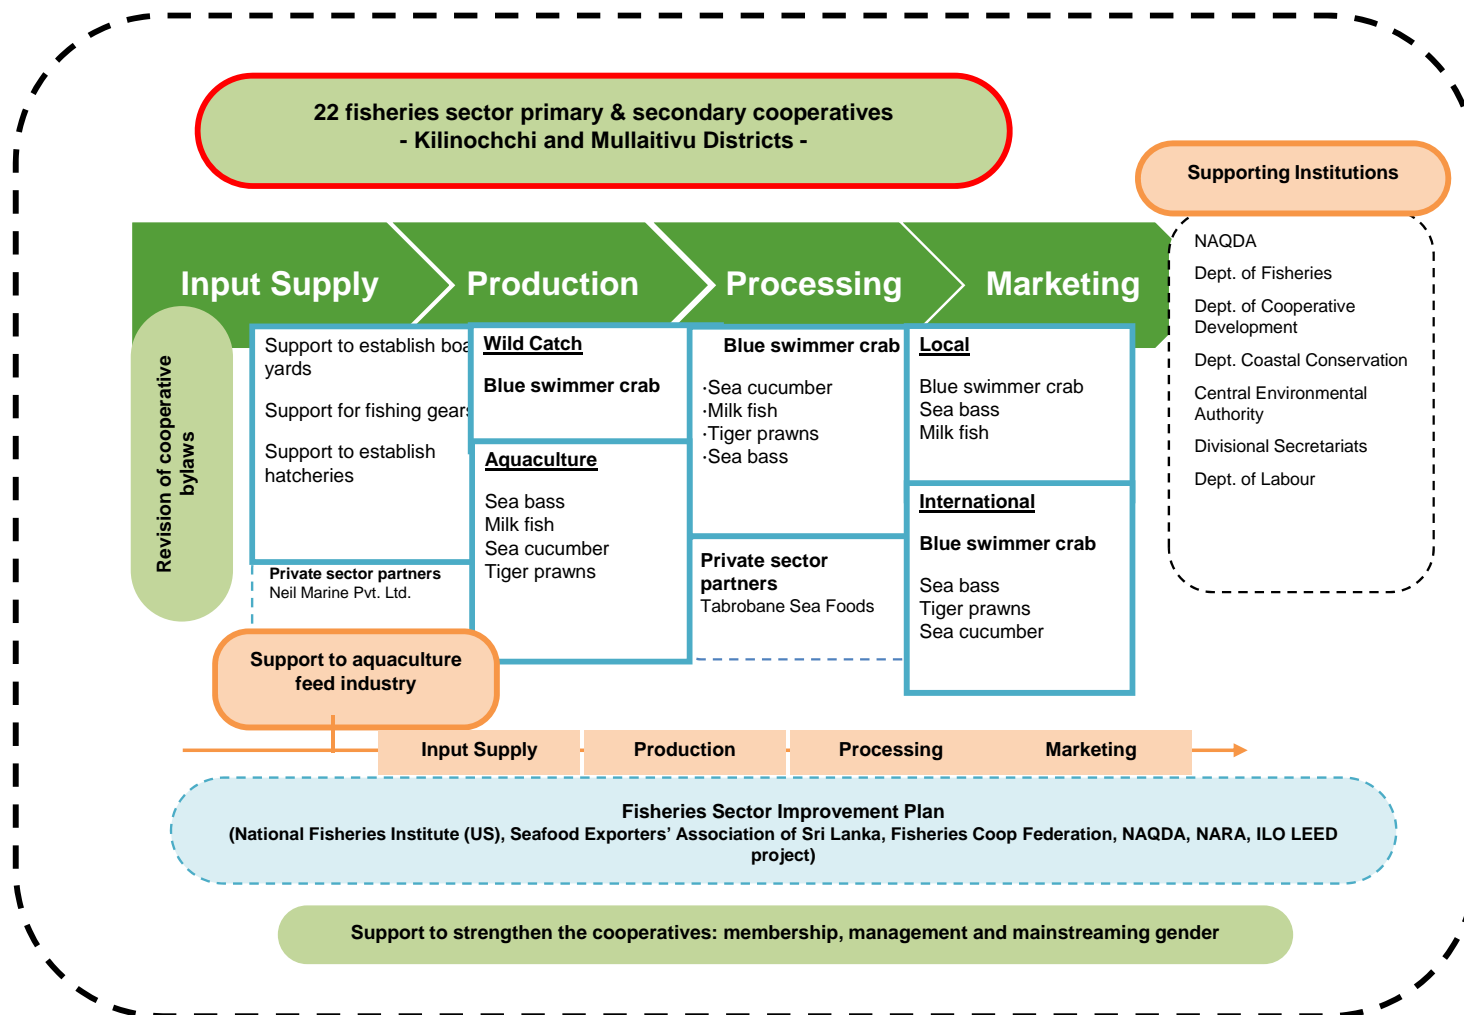 22 fisheries sector primary & secondary cooperatives
- Kilinochchi and Mullaitivu Districts -
Supporting Institutions
NAQDA
Dept. of Fisheries
Dept. of Cooperative
Development
Dept. Coastal Conservation
Central Environmental
Authority
Divisional Secretariats
Dept. of Labour
Input Supply
Production
Processing
Marketing
Revision of cooperative
bylaws
Support to establish boa
yards
Support for fishing gears
Support to establish
hatcheries
Private sector partners
Neil Marine Pvt. Ltd.
Wild Catch
Blue swimmer crab
Aquaculture
Sea bass
Milk fish
Sea cucumber
Tiger prawns
Blue swimmer crab
·Sea cucumber
·Milk fish
·Tiger prawns
·Sea bass
Private sector
partners
Tabrobane Sea Foods
Local
Blue swimmer crab
Sea bass
Milk fish
International
Blue swimmer crab
Sea bass
Tiger prawns
Sea cucumber
Support to aquaculture
feed industry
Input Supply
Production
Processing
Marketing
Fisheries Sector Improvement Plan
(National Fisheries Institute (US), Seafood Exporters’ Association of Sri Lanka, Fisheries Coop Federation, NAQDA, NARA, ILO LEED
project)
Support to strengthen the cooperatives: membership, management and mainstreaming gender